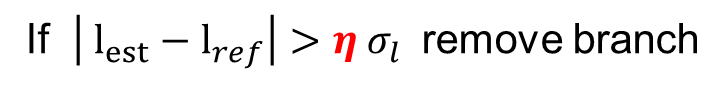 If |l_est − l_ref| > η σ_l remove branch